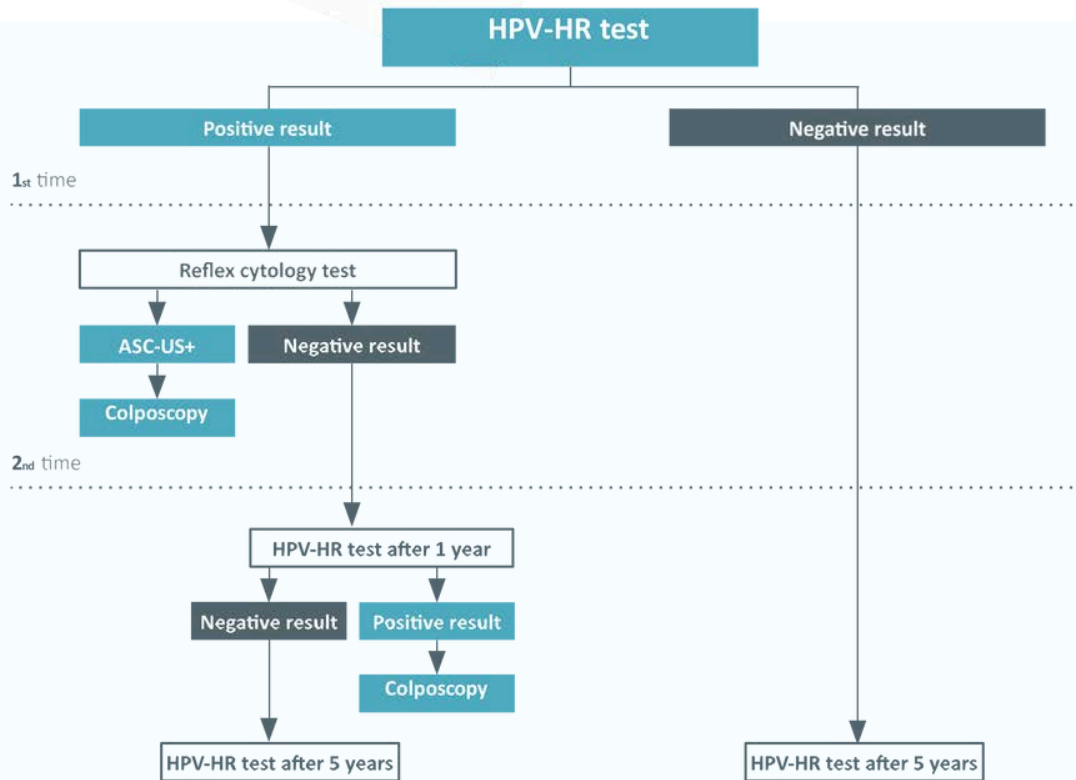 HPV-HR test
Positive result
Negative result
1st time
Reflex cytology test
ASC-US+
Negative result
Colposcopy
2nd time
HPV-HR test after 1 year
Negative result
Positive result
Colposcopy
HPV-HR test after 5 years
HPV-HR test after 5 years